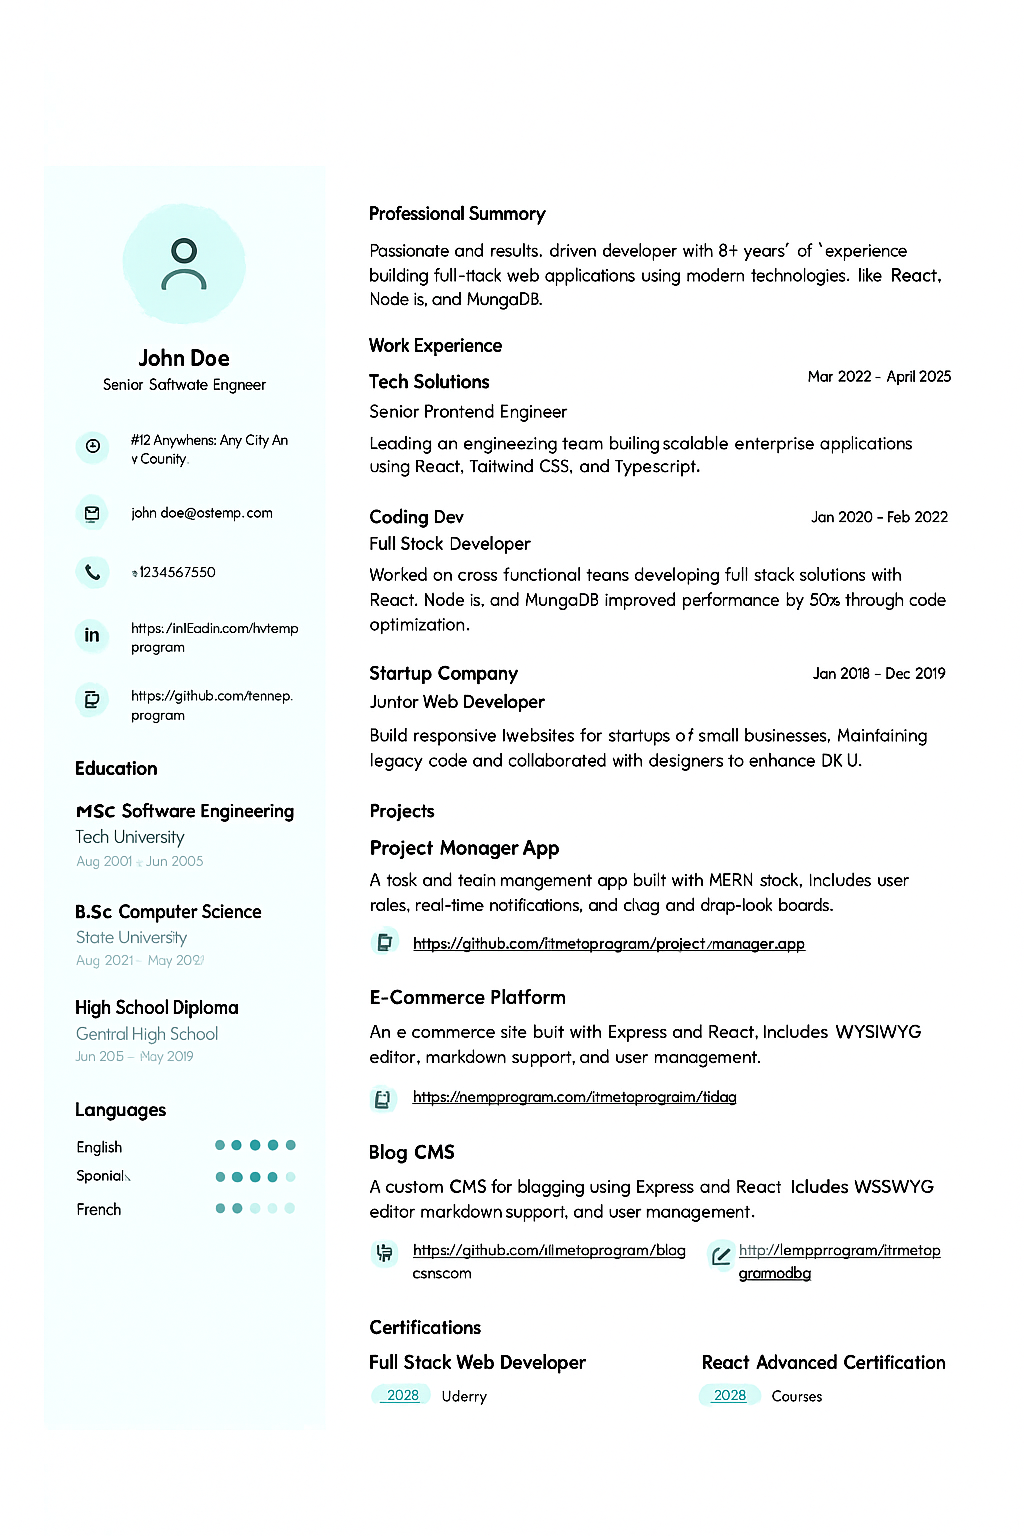 John Doe
Senior Saftwate Engneer
#12 Anywhens: Any City An
v Counity.
john doe@ostemp.com
1234567550
https:/inlEadin.com/hvtemp
program
https://github.com/tennep.
program
Education
MSc Software Engineering
Tech University
Aug 2001 - Jun 2005
B.Sc Computer Science
State University
Aug 2021 - May
High School Diploma
Gentral High School
Jun - May 2019
Languages
English
French
Professional Summory
Passionate and results. driven developer with 8+ years' of `experience
building full-ttack web applications using modern technologies. like React,
Node is, and MungaDB.
Work Experience
Tech Solutions
Mar 2022 - April 2025
Senior Prontend Engineer
Leading an engineezing team builing scalable enterprise applications
using React, Taitwind CSS, and Typescript.
Coding Dev
Jan 2020 - Feb 2022
Full Stock Developer
Worked on cross functional teans developing full stack solutions with
React. Node is, and MungaDB improved performance by 50% through code
optimization.
Startup Company
Jan 2018 - Dec 2019
Juntor Web Developer
Build responsive lwebsites for startups of small businesses, Mainfaining
legacy code and collaborated with designers to enhance DK U.
Projects
Project Monager App
A tosk and teain mangement app built with MERN stock, Includes user
rales, real-time notifications, and chag and drap-look boards.
https://github.com/itmetoprogram/project/manager.app
E-Commerce Platform
An e commerce site buit with Express and React, Includes WYSIWYG
editor, markdown support, and user management.
https://nempprogram.com/itmetoprograim/tidag
Blog CMS
A custom CMS for blagging using Express and React Icludes WSSWYG
editor markdown support, and user management.
https://github.com/illmetoprogram/blog
csnscom
http://lempprrogram/itrmetop
gramodbg
Certifications
Full Stack Web Developer
2028 Uderry
React Advanced Certification
2028 Courses